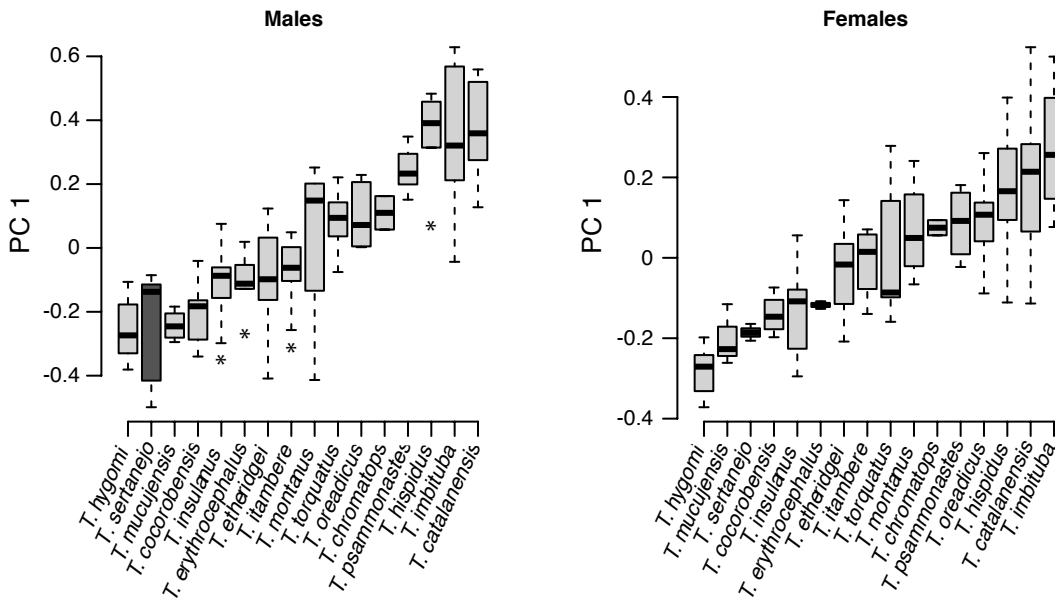 Males
PC 1
0.6
0.4
0.2
0
-0.2
-0.4
*
*
*
*
T. hygomi
T. sertanejo
T. mucujensis
T. cocorobensis
T. insulanus
T. erythrocephalus
T. etheridgei
T. itambere
T. montanus
T. torquatus
T. oreadicus
T. chromatops
T. psammonastes
T. hispidus
T. imbituba
T. catalanensis
Females
PC 1
0.4
0.2
0
-0.2
-0.4
T. hygomi
T. mucujensis
T. sertanejo
T. cocorobensis
T. insulanus
T. erythrocephalus
T. etheridgei
T. itambere
T. torquatus
T. montanus
T. chromatops
T. psammonastes
T. oreadicus
T. hispidus
T. catalanensis
T. imbituba